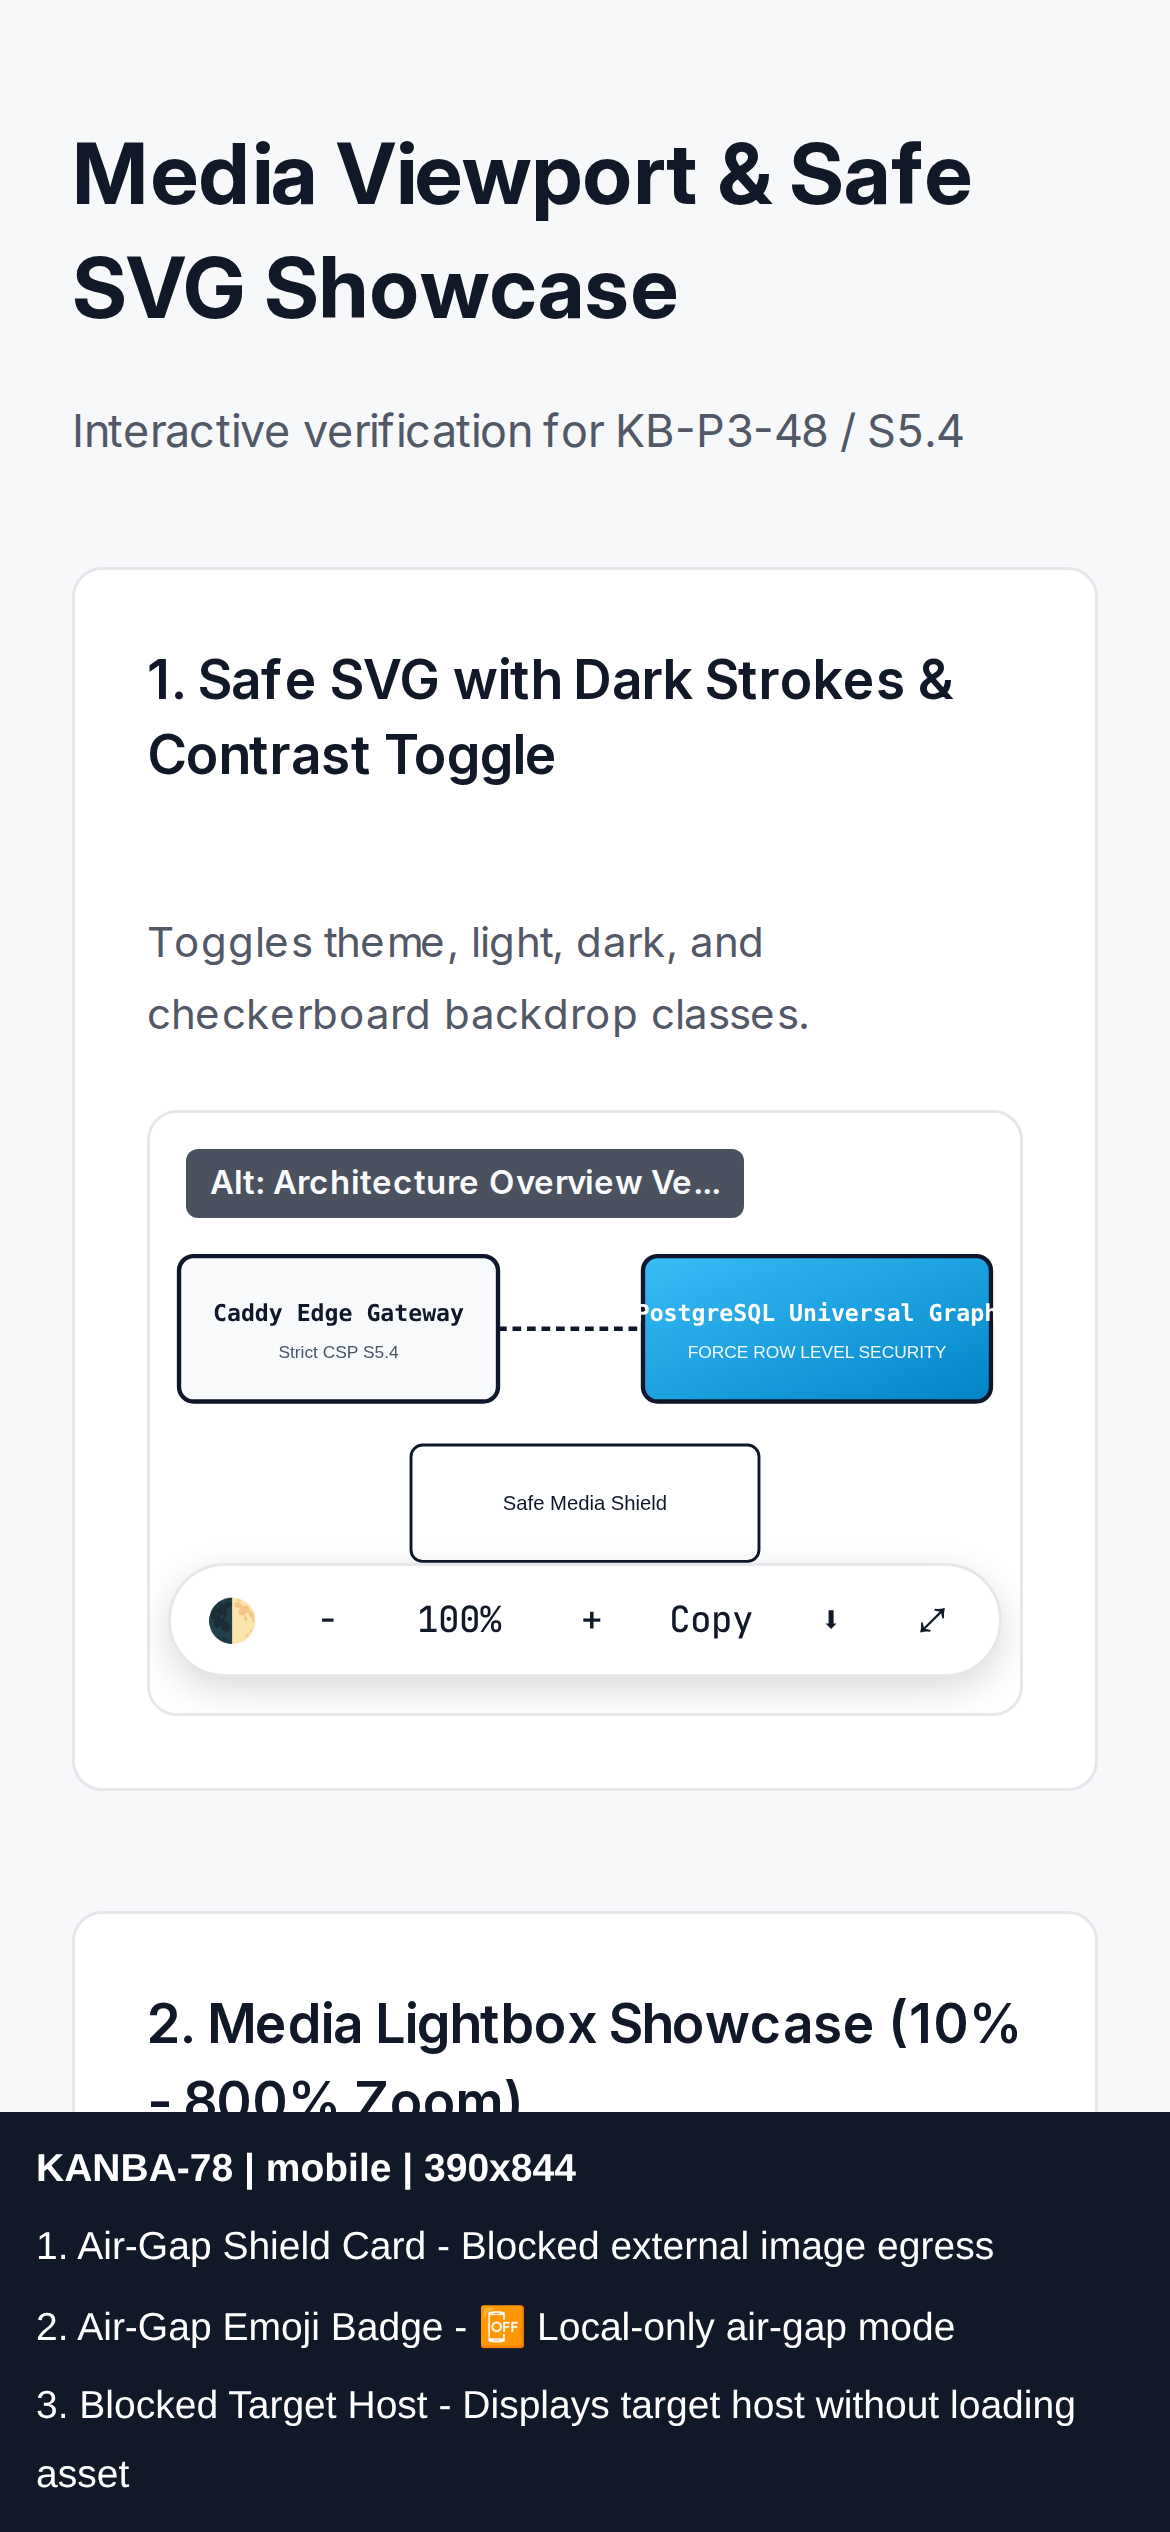 Media Viewport & Safe
SVG Showcase
Interactive verification for KB-P3-48 / S5.4
1. Safe SVG with Dark Strokes &
Contrast Toggle
Toggles theme, light, dark, and
checkerboard backdrop classes.
Alt: Architecture Overview Ve...
Caddy Edge Gateway
Strict CSP S5.4
PostgreSQL Universal Graph
FORCE ROW LEVEL SECURITY
Safe Media Shield
🌓 - 100% + Copy ⬇ ⤢
2. Media Lightbox Showcase (10%
- 800% Zoom)
KANBA-78 | mobile | 390x844
1. Air-Gap Shield Card - Blocked external image egress
2. Air-Gap Emoji Badge - 📴 Local-only air-gap mode
3. Blocked Target Host - Displays target host without loading
asset